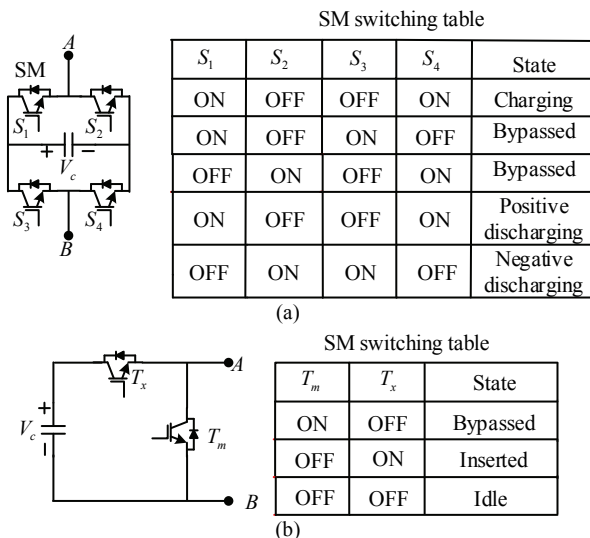 SM switching table
A
SM
S1 S2
+ Vc −
S3 S4
B
S1 S2 S3 S4 State
ON OFF OFF ON Charging
ON OFF ON OFF Bypassed
OFF ON OFF ON Bypassed
ON OFF OFF ON Positive discharging
OFF ON ON OFF Negative discharging
(a)
SM switching table
Tx
A
+
Vc
−
Tm
B
Tm Tx State
ON OFF Bypassed
OFF ON Inserted
OFF OFF Idle
(b)